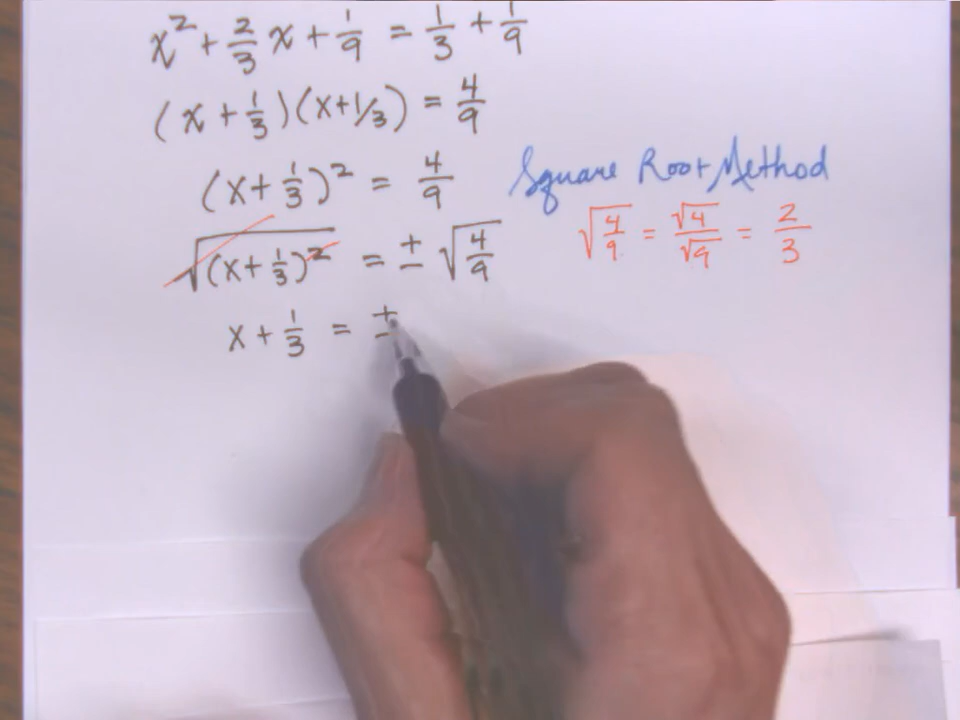 x² + 2/3 x + 1/9 = 1/3 + 1/9
(x + 1/3)(x+1/3) = 4/9
(x + 1/3)² = 4/9
Square Root Method
√(x + 1/3)² = ± √4/9
√4/9 = √4/√9 = 2/3
x + 1/3 = ±